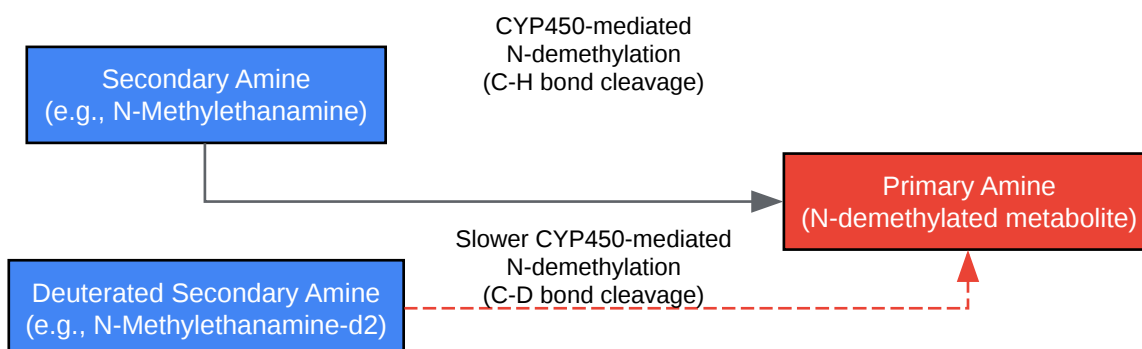 CYP450-mediated
N-demethylation
(C-H bond cleavage)
Secondary Amine
(e.g., N-Methylethanamine)
Primary Amine
(N-demethylated metabolite)
Slower CYP450-mediated
N-demethylation
(C-D bond cleavage)
Deuterated Secondary Amine
(e.g., N-Methylethanamine-d2)